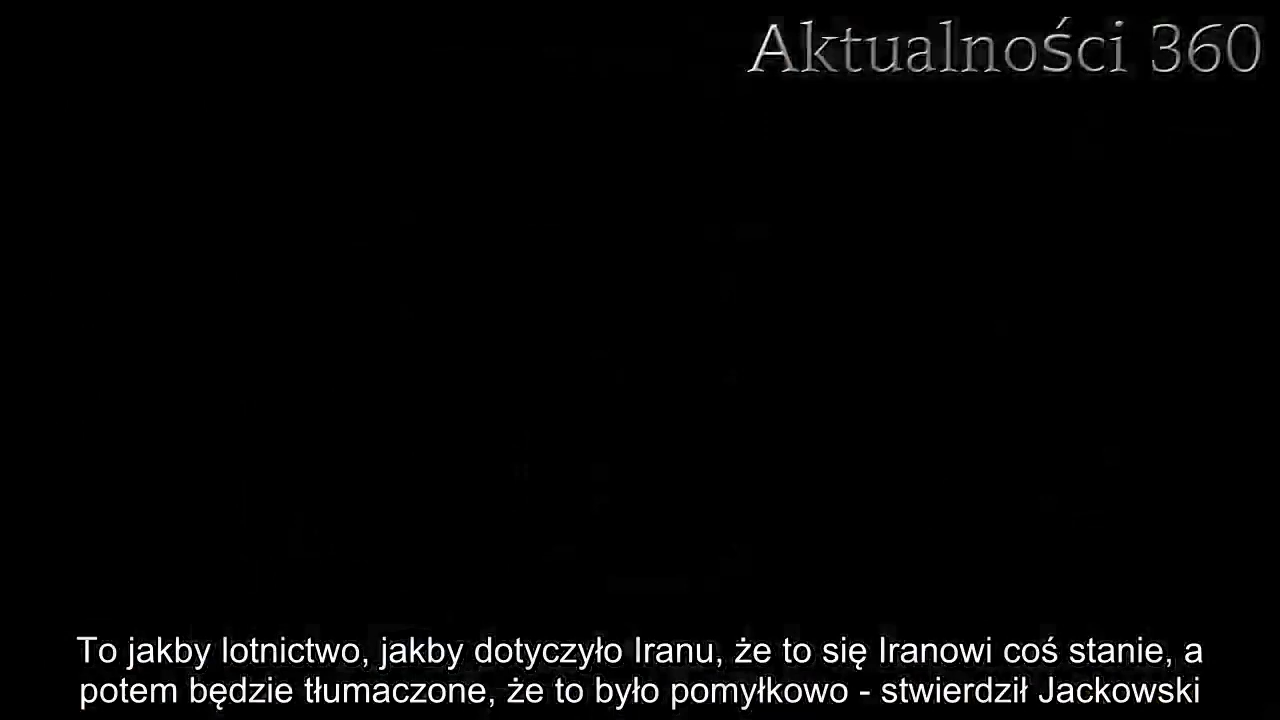 Aktualności 360
To jakby lotnictwo, jakby dotyczyło Iranu, że to się Iranowi coś stanie, a
potem będzie tłumaczone, że to było pomyłkowo - stwierdził Jackowski